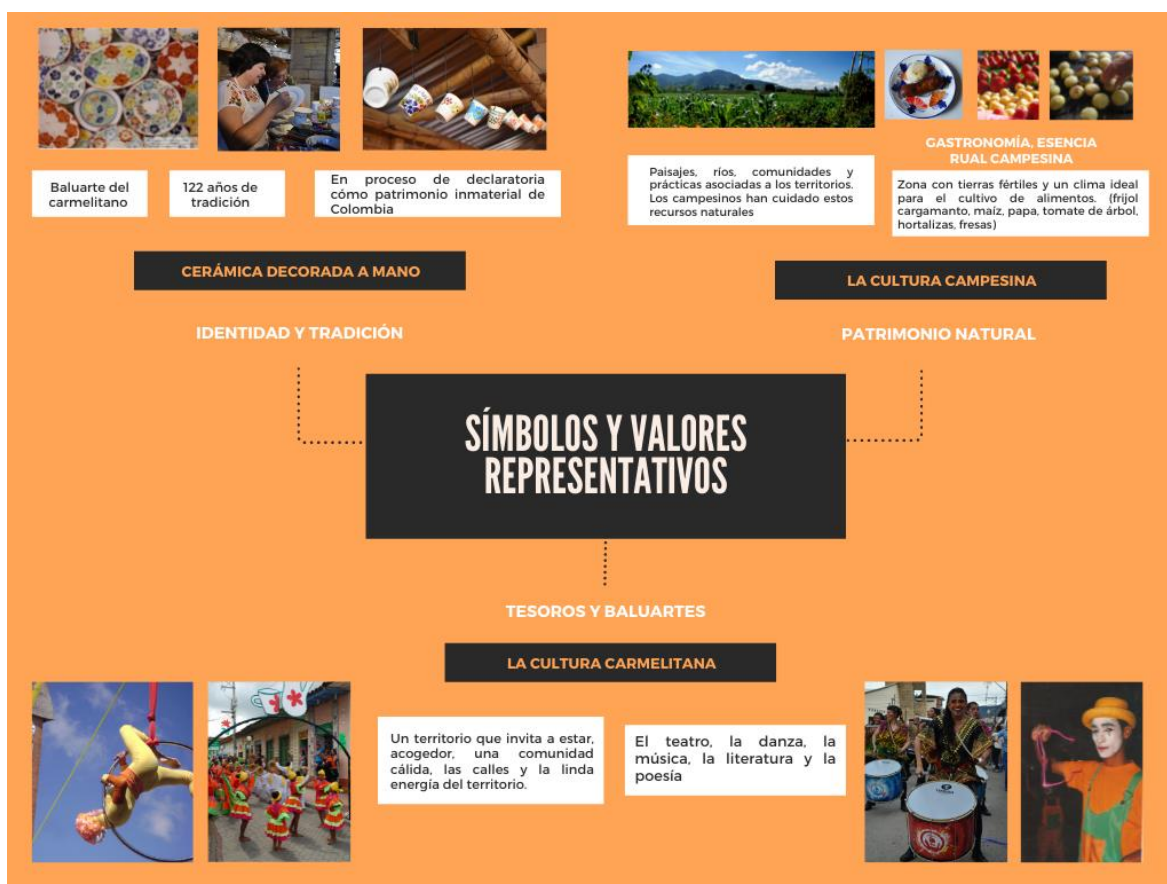 Baluarte del
carmelitano
122 años de
tradición
En proceso de declaratoria
cómo patrimonio inmaterial de
Colombia
CERÁMICA DECORADA A MANO
IDENTIDAD Y TRADICIÓN
Paisajes, ríos, comunidades y
prácticas asociadas a los territorios.
Los campesinos han cuidado estos
recursos naturales
GASTRONOMÍA, ESENCIA
RUAL CAMPESINA
Zona con tierras fértiles y un clima ideal
para el cultivo de alimentos. (frijol
cargamanto, maíz, papa, tomate de árbol,
hortalizas, fresas)
LA CULTURA CAMPESINA
PATRIMONIO NATURAL
SÍMBOLOS Y VALORES
REPRESENTATIVOS
TESOROS Y BALUARTES
LA CULTURA CARMELITANA
Un territorio que invita a estar,
acogedor, una comunidad
cálida, las calles y la linda
energía del territorio.
El teatro, la danza, la
música, la literatura y la
poesía